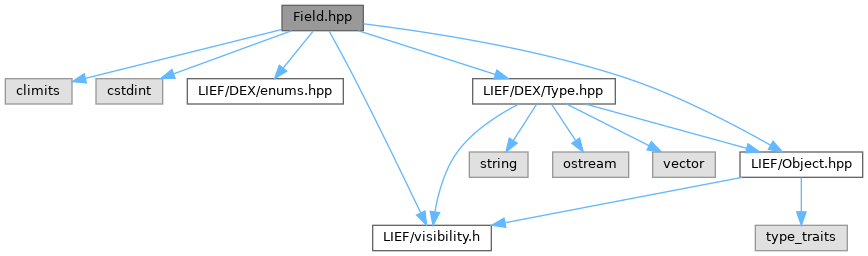 Field.hpp
climits
cstdint
LIEF/DEX/enums.hpp
LIEF/DEX/Type.hpp
string
ostream
vector
LIEF/Object.hpp
LIEF/visibility.h
type_traits